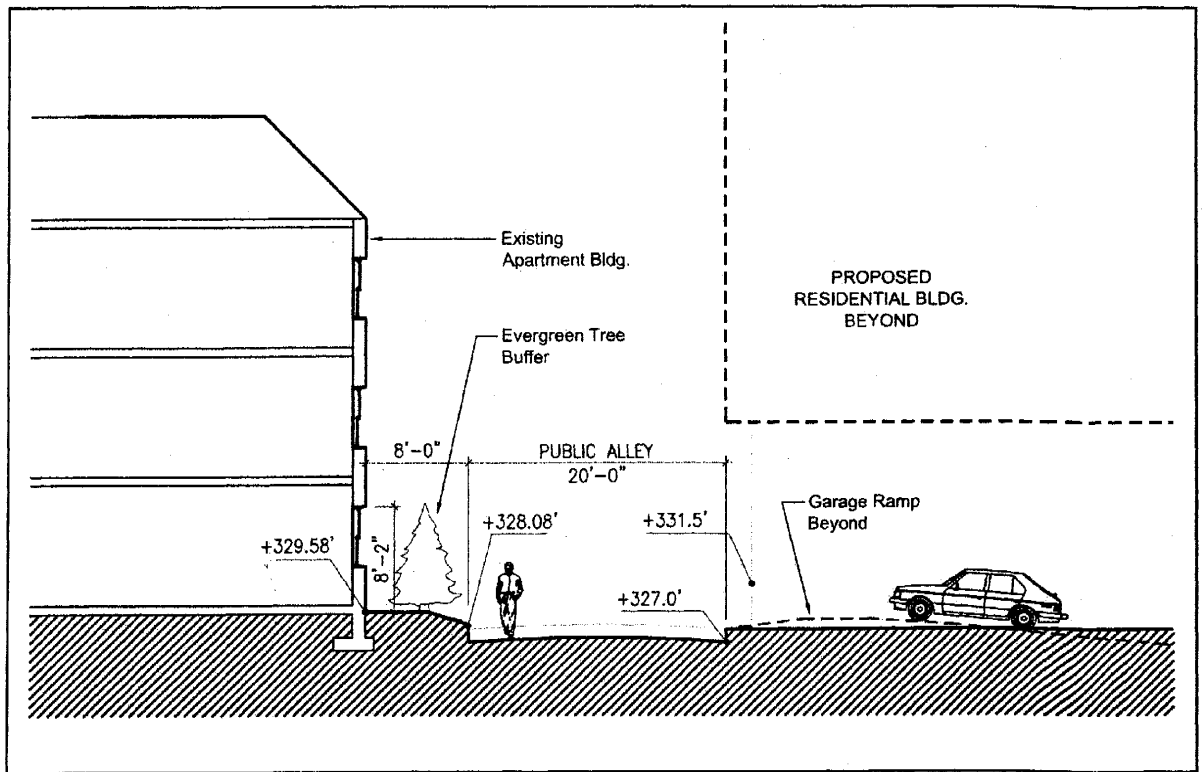 Existing
Apartment Bldg.
PROPOSED
RESIDENTIAL BLDG.
BEYOND
Evergreen Tree
Buffer
8'-0"
PUBLIC ALLEY
20'-0"
Garage Ramp
Beyond
+328.08'
+331.5'
+329.58'
8'-2"
+327.0'